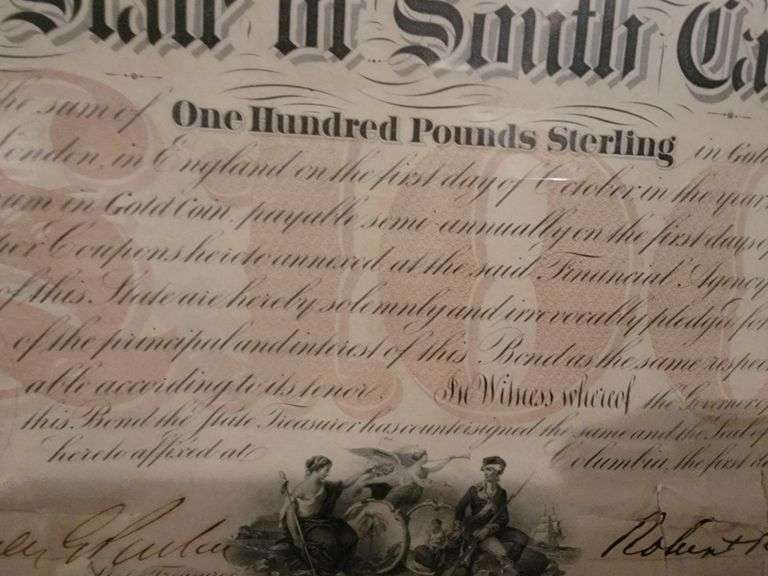 State of South Ca
the sum of One Hundred Pounds Sterling in Gold
London, in England on the first day of October, in the year
um in Gold Coin, payable semi-annually on the first days of
her Coupons hereto annexed at the said Financial Agency
of this State are hereby solemnly and irrevocably pledged for
of the principal and interest of this Bond as the same respec
able according to its tenor. In Witness whereof the Governor of
this Bond the State Treasurer has countersigned the same and the Seal of
hereto affixed at Columbia, the first da
Robert
Treasurer